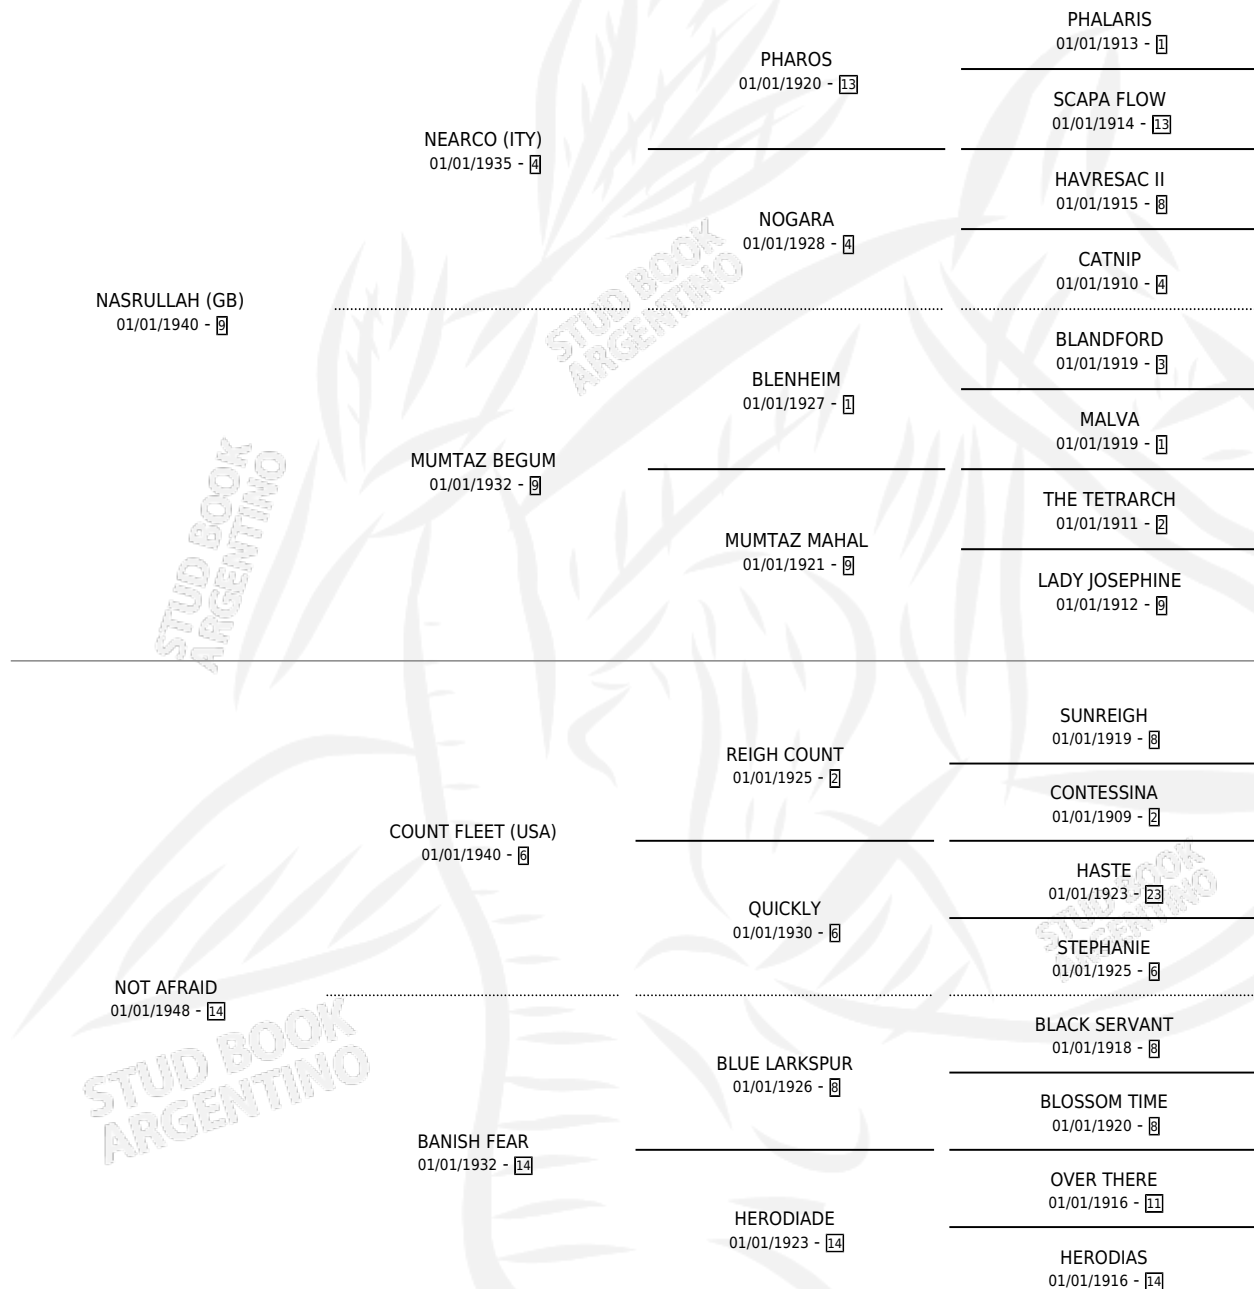 PHALARIS
01/01/1913 - 1
PHAROS
01/01/1920 - 13
SCAPA FLOW
01/01/1914 - 13
NEARCO (ITY)
01/01/1935 - 4
HAVRESAC II
01/01/1915 - 8
NOGARA
01/01/1928 - 4
CATNIP
01/01/1910 - 4
NASRULLAH (GB)
01/01/1940 - 9
BLANDFORD
01/01/1919 - 3
BLENHEIM
01/01/1927 - 1
MALVA
01/01/1919 - 1
MUMTAZ BEGUM
01/01/1932 - 9
THE TETRARCH
01/01/1911 - 2
MUMTAZ MAHAL
01/01/1921 - 9
LADY JOSEPHINE
01/01/1912 - 9
SUNREIGH
01/01/1919 - 8
REIGH COUNT
01/01/1925 - 2
CONTESSINA
01/01/1909 - 2
COUNT FLEET (USA)
01/01/1940 - 6
HASTE
01/01/1923 - 23
QUICKLY
01/01/1930 - 6
STEPHANIE
01/01/1925 - 6
NOT AFRAID
01/01/1948 - 14
BLACK SERVANT
01/01/1918 - 8
BLUE LARKSPUR
01/01/1926 - 8
BLOSSOM TIME
01/01/1920 - 8
BANISH FEAR
01/01/1932 - 14
OVER THERE
01/01/1916 - 11
HERODIADE
01/01/1923 - 14
HERODIAS
01/01/1916 - 14
STUD BOOK
ARGENTINO
STUD BOOK
ARGENTINO
STUD BOOK
ARGENTINO
STUD BOOK
ARGENTINO